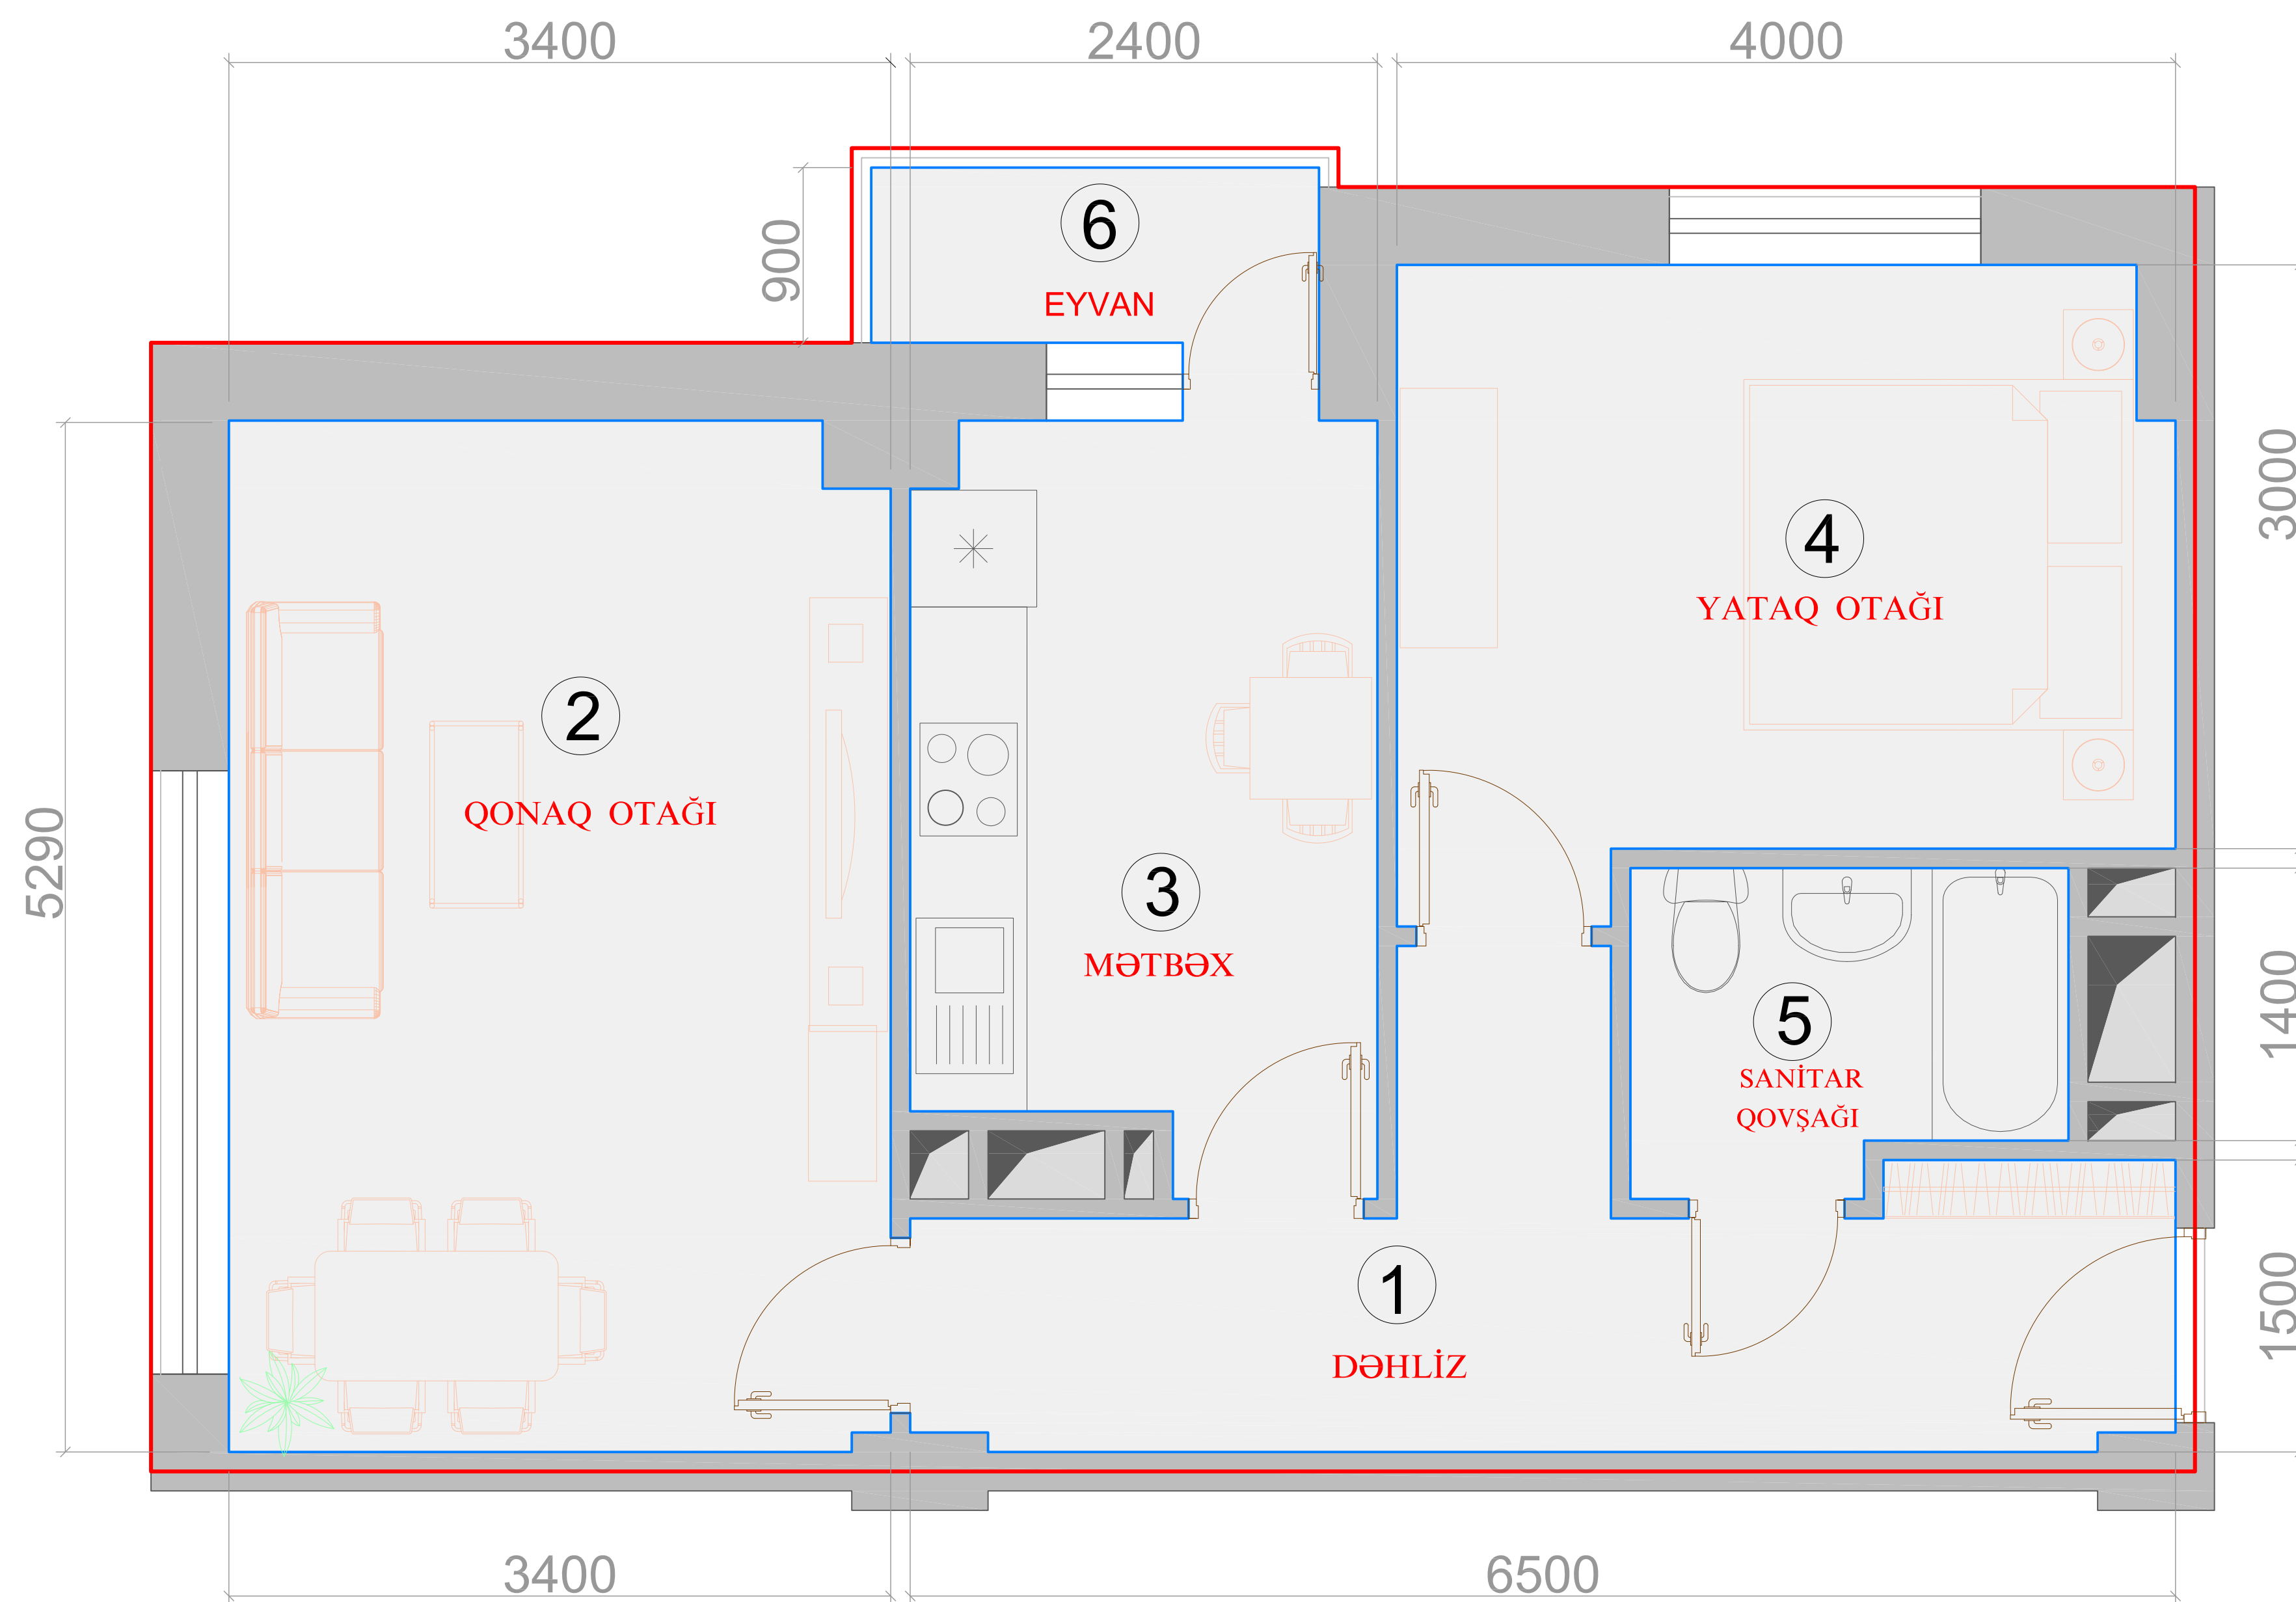 3400
2400
4000
900
6
EYVAN
3000
4
YATAQ OTAĞI
2
QONAQ OTAĞI
5290
3
MƏTBƏX
1400
5
SANİTAR
QOVŞAĞI
1500
1
DƏHLİZ
3400
6500